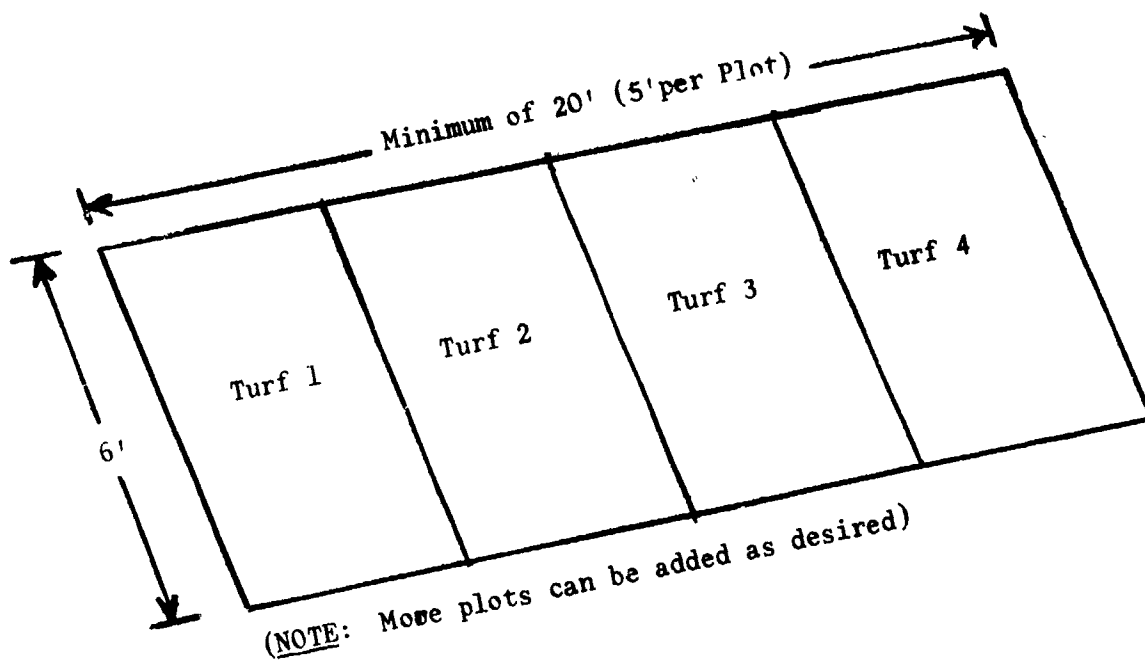 Minimum of 20' (5'per Plot)
Turf 1
Turf 2
Turf 3
Turf 4
6'
(NOTE: More plots can be added as desired)